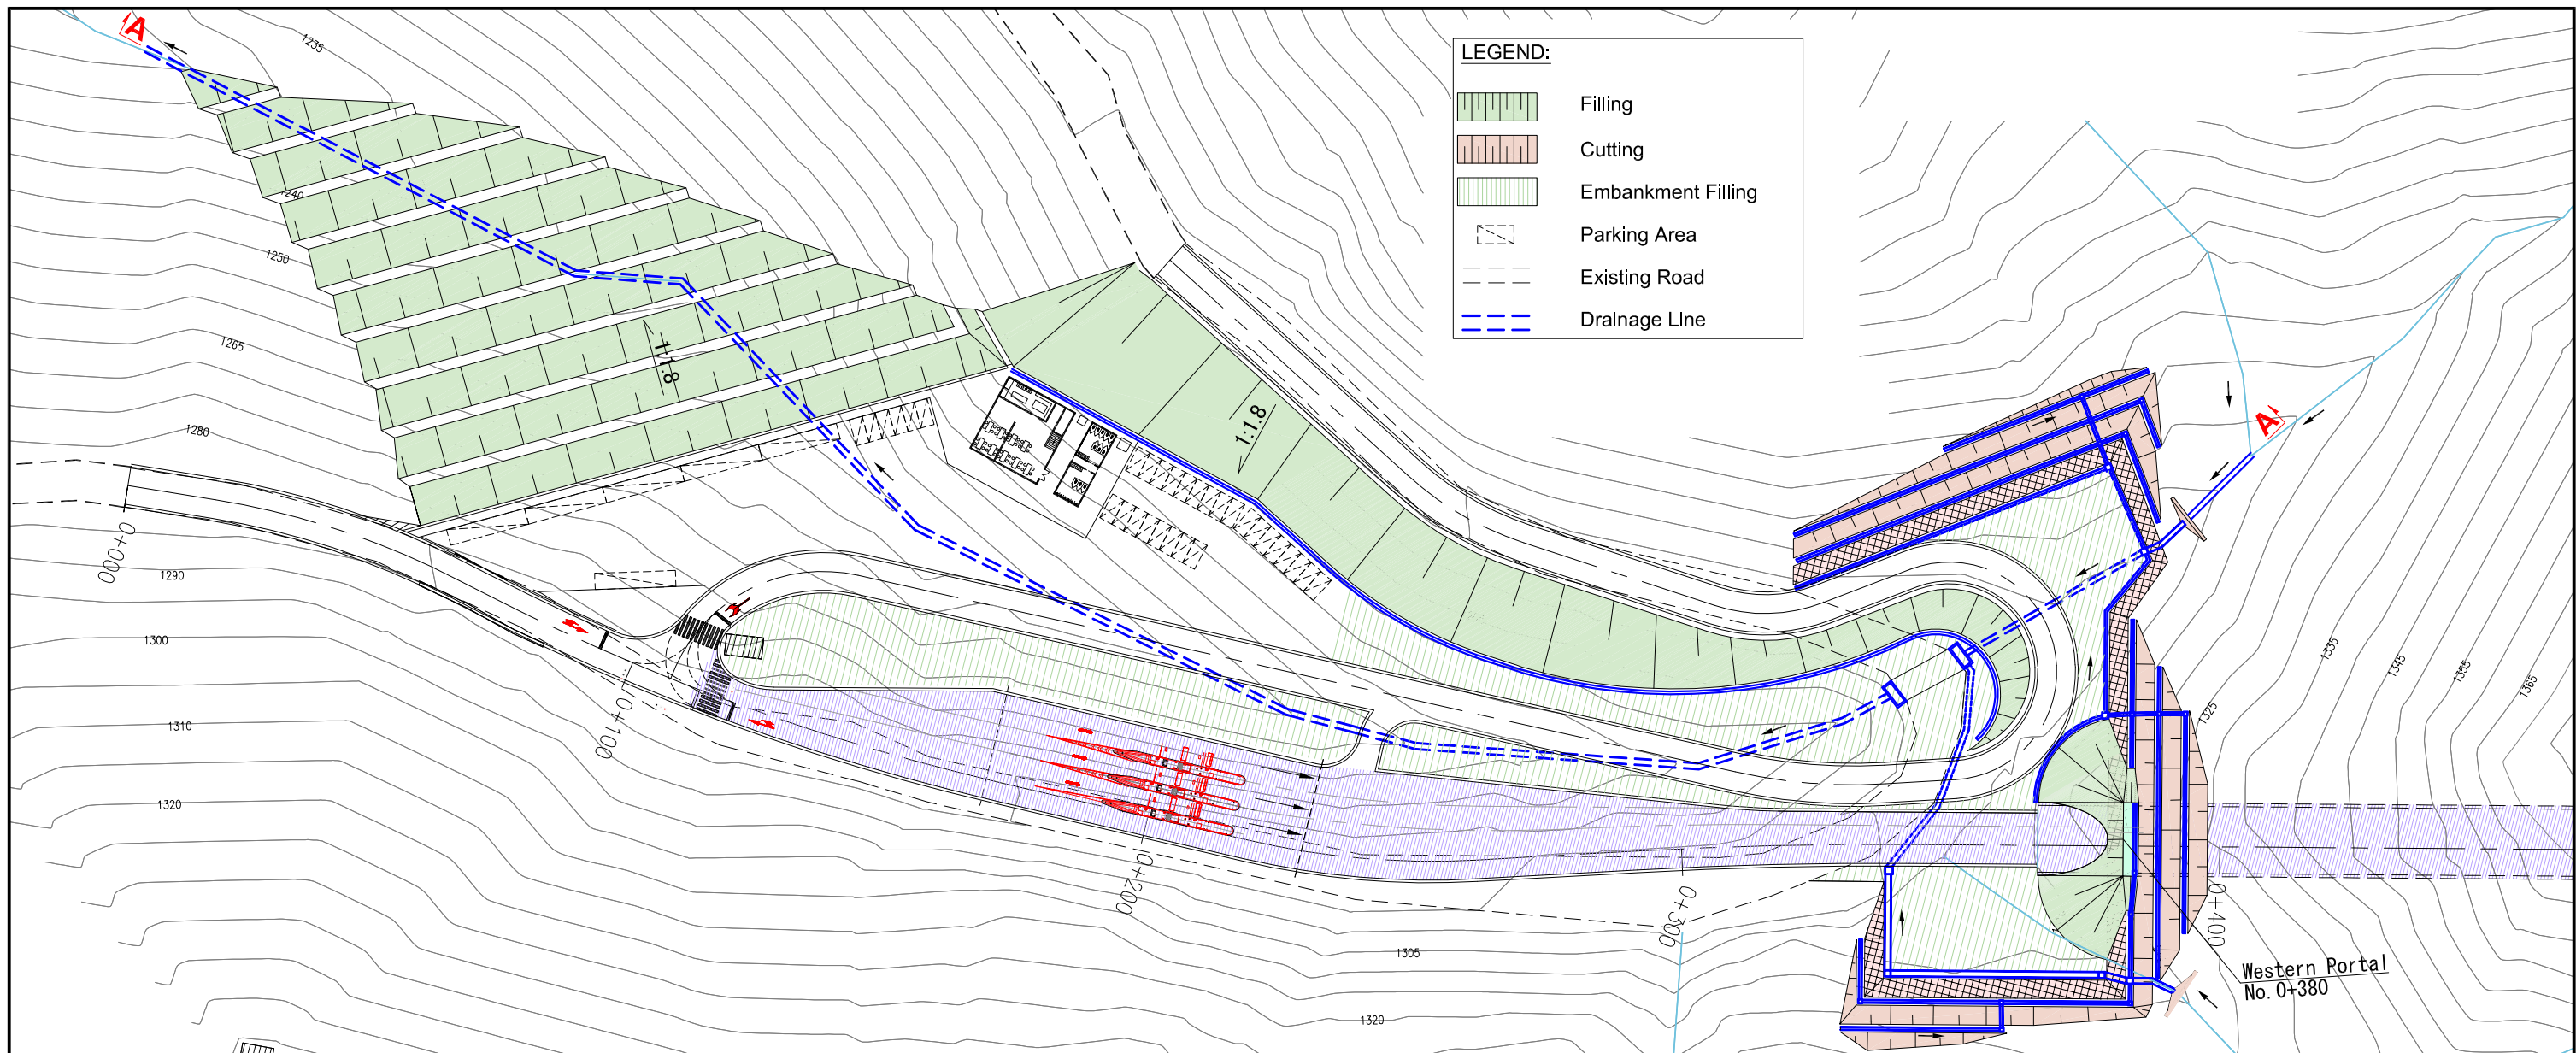 A
1235
LEGEND:
Filling
Cutting
Embankment Filling
Parking Area
Existing Road
Drainage Line
1240
1250
1265
1:1.8
1280
1:1.8
A
0+000
1290
1300
1310
1320
0+100
0+200
0+300
1305
1320
0+400
1325
1335
1345
1355
1365
Western Portal
No. 0+380